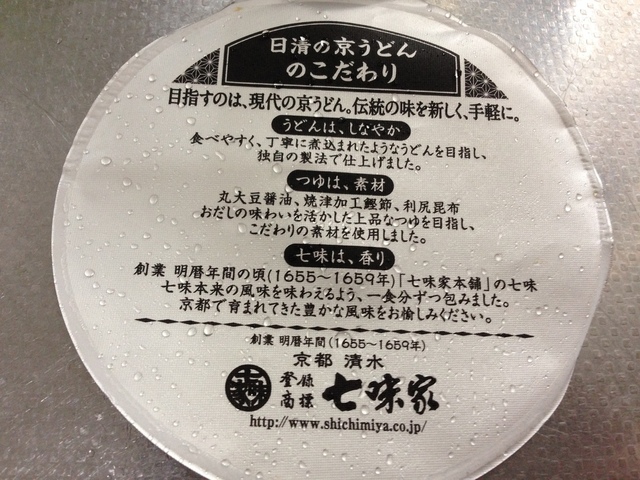 日清の京うどん
のこだわり
目指すのは、現代の京うどん。伝統の味を新しく、手軽に。
うどんは、しなやか
食べやすく、丁寧に煮込まれたようなうどんを目指し、
独自の製法で仕上げました。
つゆは、素材
丸大豆醤油、焼津加工鰹節、利尻昆布
おだしの味わいを活かした上品なつゆを目指し、
こだわりの素材を使用しました。
七味は、香り
創業 明暦年間の頃(1655〜1659年)「七味家本舗」の七味
七味本来の風味を味わえるよう、一食分ずつ包みました。
京都で育まれてきた豊かな風味をお愉しみください。
創業 明暦年間(1655〜1659年)
京都 清水
登録
商標
七味家
http://www.shichimiya.co.jp/